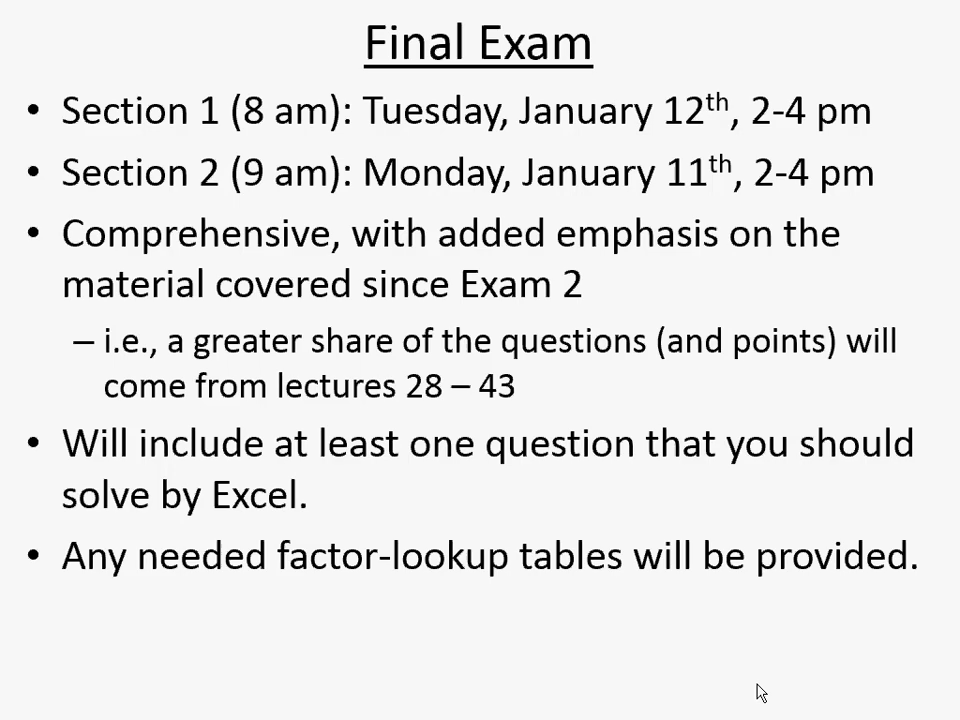 Final Exam
• Section 1 (8 am): Tuesday, January 12th, 2-4 pm
• Section 2 (9 am): Monday, January 11th, 2-4 pm
• Comprehensive, with added emphasis on the
material covered since Exam 2
– i.e., a greater share of the questions (and points) will
come from lectures 28 – 43
• Will include at least one question that you should
solve by Excel.
• Any needed factor-lookup tables will be provided.